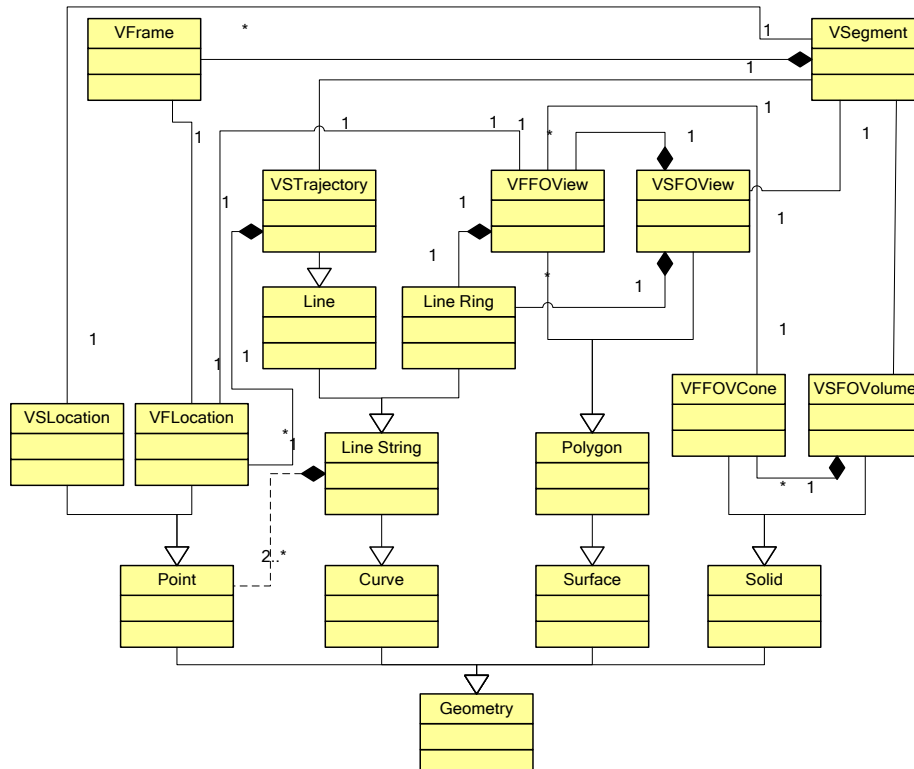 VFrame
*
1
VSegment
1
1
1
1
1
*
1
1
1
VSTrajectory
VFFOView
VSFOView
1
1
1
1
*
1
Line
Line Ring
1
1
1
1
VFFOVCone
VSFOVolume
VSLocation
VFLocation
*
1
Line String
Polygon
*
1
2..*
Point
Curve
Surface
Solid
Geometry